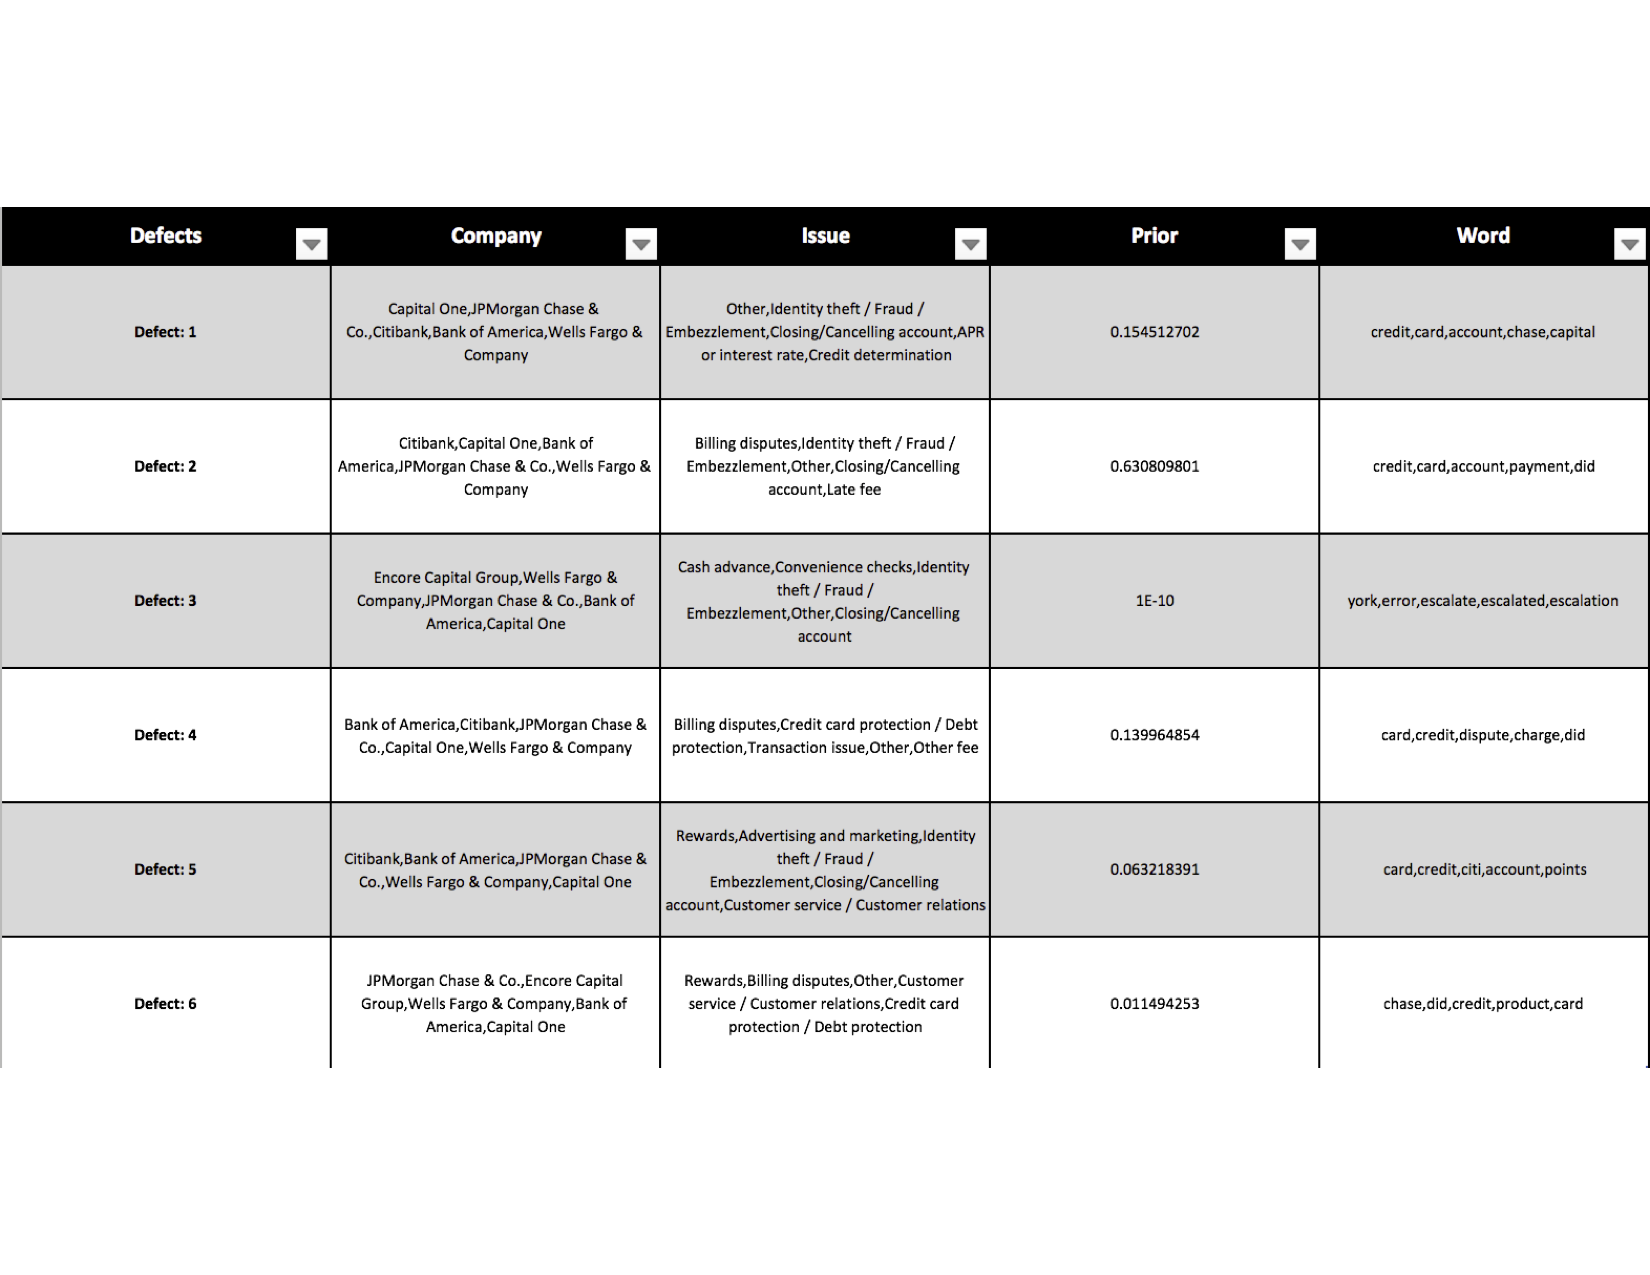 Defects Company Issue Prior Word
Defect: 1
Capital One,JPMorgan Chase &
Co.,Citibank,Bank of America,Wells Fargo &
Company
Other,Identity theft / Fraud /
Embezzlement,Closing/Cancelling account,APR
or interest rate,Credit determination
0.154512702
credit,card,account,chase,capital
Defect: 2
Citibank,Capital One,Bank of
America,JPMorgan Chase & Co.,Wells Fargo &
Company
Billing disputes,Identity theft / Fraud /
Embezzlement,Other,Closing/Cancelling
account,Late fee
0.630809801
credit,card,account,payment,did
Defect: 3
Encore Capital Group,Wells Fargo &
Company,JPMorgan Chase & Co.,Bank of
America,Capital One
Cash advance,Convenience checks,Identity
theft / Fraud /
Embezzlement,Other,Closing/Cancelling
account
1E-10
york,error,escalate,escalated,escalation
Defect: 4
Bank of America,Citibank,JPMorgan Chase &
Co.,Capital One,Wells Fargo & Company
Billing disputes,Credit card protection / Debt
protection,Transaction issue,Other,Other fee
0.139964854
card,credit,dispute,charge,did
Defect: 5
Citibank,Bank of America,JPMorgan Chase &
Co.,Wells Fargo & Company,Capital One
Rewards,Advertising and marketing,Identity
theft / Fraud /
Embezzlement,Closing/Cancelling
account,Customer service / Customer relations
0.063218391
card,credit,citi,account,points
Defect: 6
JPMorgan Chase & Co.,Encore Capital
Group,Wells Fargo & Company,Bank of
America,Capital One
Rewards,Billing disputes,Other,Customer
service / Customer relations,Credit card
protection / Debt protection
0.011494253
chase,did,credit,product,card